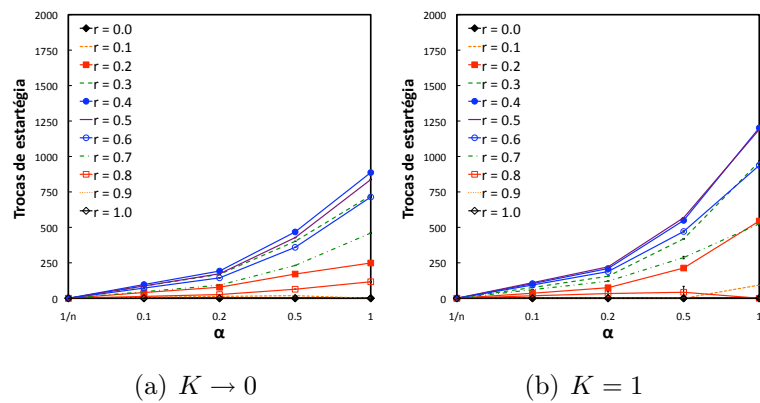 Trocas de estartégia
2000
1750
1500
1250
1000
750
500
250
0
r = 0.0
r = 0.1
r = 0.2
r = 0.3
r = 0.4
r = 0.5
r = 0.6
r = 0.7
r = 0.8
r = 0.9
r = 1.0
1/n 0.1 0.2 0.5 1
α
(a) K → 0
Trocas de estartégia
2000
1750
1500
1250
1000
750
500
250
0
r = 0.0
r = 0.1
r = 0.2
r = 0.3
r = 0.4
r = 0.5
r = 0.6
r = 0.7
r = 0.8
r = 0.9
r = 1.0
1/n 0.1 0.2 0.5 1
α
(b) K = 1